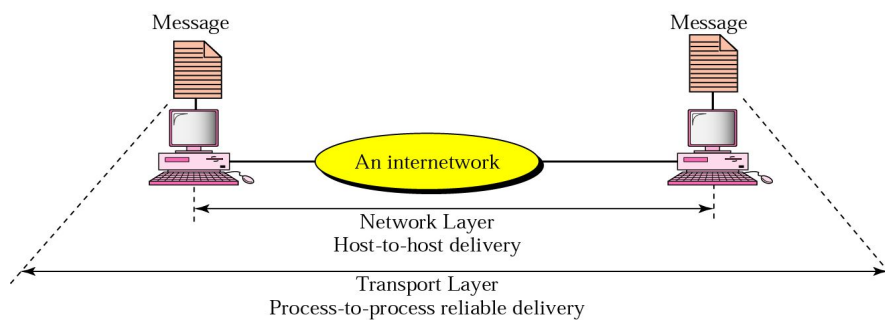 Message
Message
An internetwork
Network Layer
Host-to-host delivery
Transport Layer
Process-to-process reliable delivery